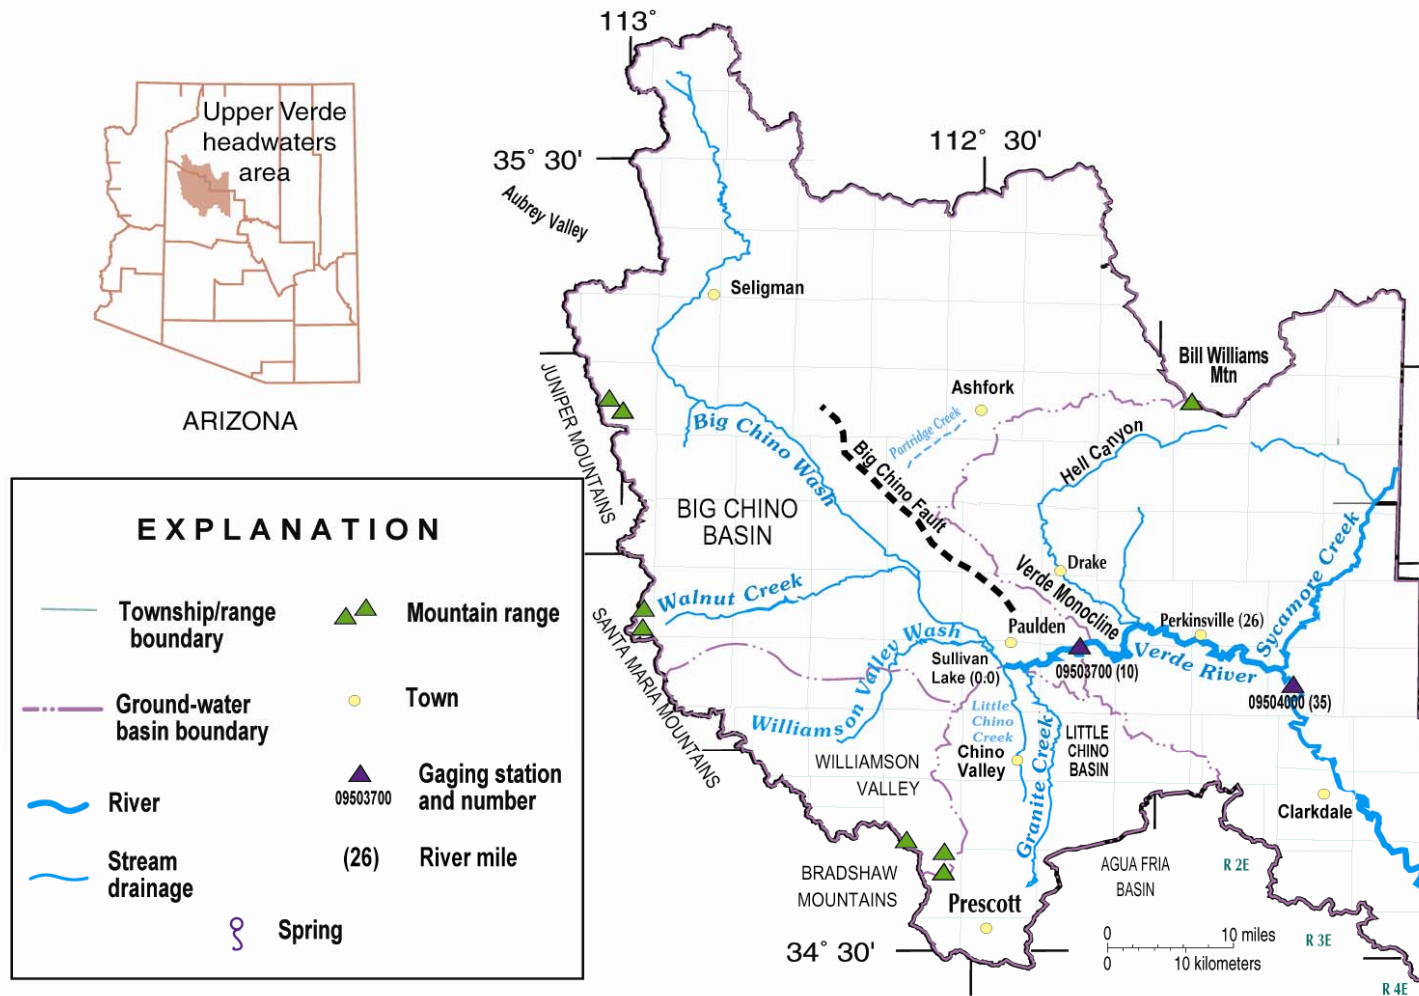 113°
112° 30'
35° 30'
Upper Verde
headwaters
area
ARIZONA
Aubrey Valley
Seligman
Bill Williams
Mtn
Ashfork
JUNIPER MOUNTAINS
Partridge Creek
Big Chino Wash
Big Chino Fault
Hell Canyon
BIG CHINO
BASIN
Sycamore Creek
Drake
Verde Monocline
Walnut Creek
SANTA MARIA MOUNTAINS
Paulden
Perkinsville (26)
Williamson Valley Wash
Sullivan
Lake (0.0)
09503700 (10)
Verde River
09504000 (35)
Little
Chino
Creek
LITTLE
CHINO
BASIN
Chino
Valley
Granite Creek
WILLIAMSON
VALLEY
Clarkdale
BRADSHAW
MOUNTAINS
AGUA FRIA
BASIN
R 2E
Prescott
R 3E
34° 30'
0 10 miles
0 10 kilometers
R 4E
EXPLANATION
Township/range
boundary
Mountain range
Ground-water
basin boundary
Town
River
Gaging station
and number
09503700
Stream
drainage
(26)
River mile
Spring